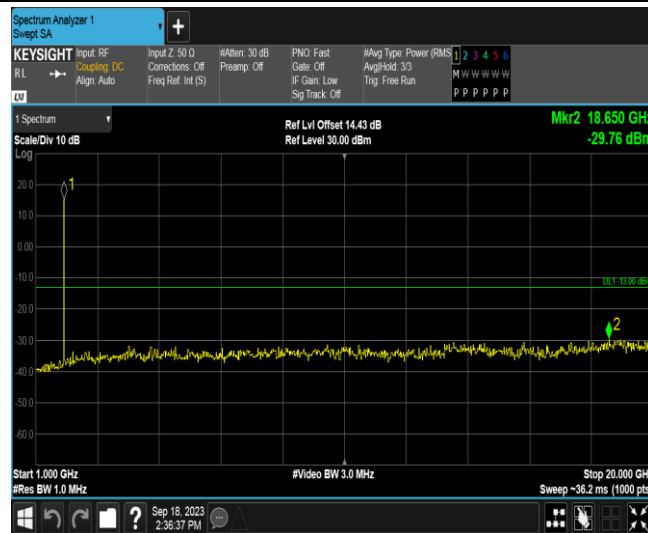 Spectrum Analyzer 1
Swept SA
KEYSIGHT
RL
LXI
Input: RF
Coupling: DC
Align: Auto
Input Z: 50 Ω
Corrections: Off
Freq Ref: Int (S)
#Atten: 30 dB
Preamp: Off
PNO: Fast
Gate: Off
IF Gain: Low
Sig Track: Off
#Avg Type: Power (RMS
Avg|Hold: 3/3
Trig: Free Run
1 2 3 4 5 6
M W W W W W
P P P P P P
1 Spectrum
Scale/Div 10 dB
Log
Ref Lvl Offset 14.43 dB
Ref Level 30.00 dBm
Mkr2 18.650 GHz
-29.76 dBm
20.0
10.0
0.00
-10.0
-20.0
-30.0
-40.0
-50.0
-60.0
1
DL1 -13.00 dBm
2
Start 1.000 GHz
#Res BW 1.0 MHz
#Video BW 3.0 MHz
Stop 20.000 GH
Sweep ~36.2 ms (1000 pts
?
Sep 18, 2023
2:36:37 PM